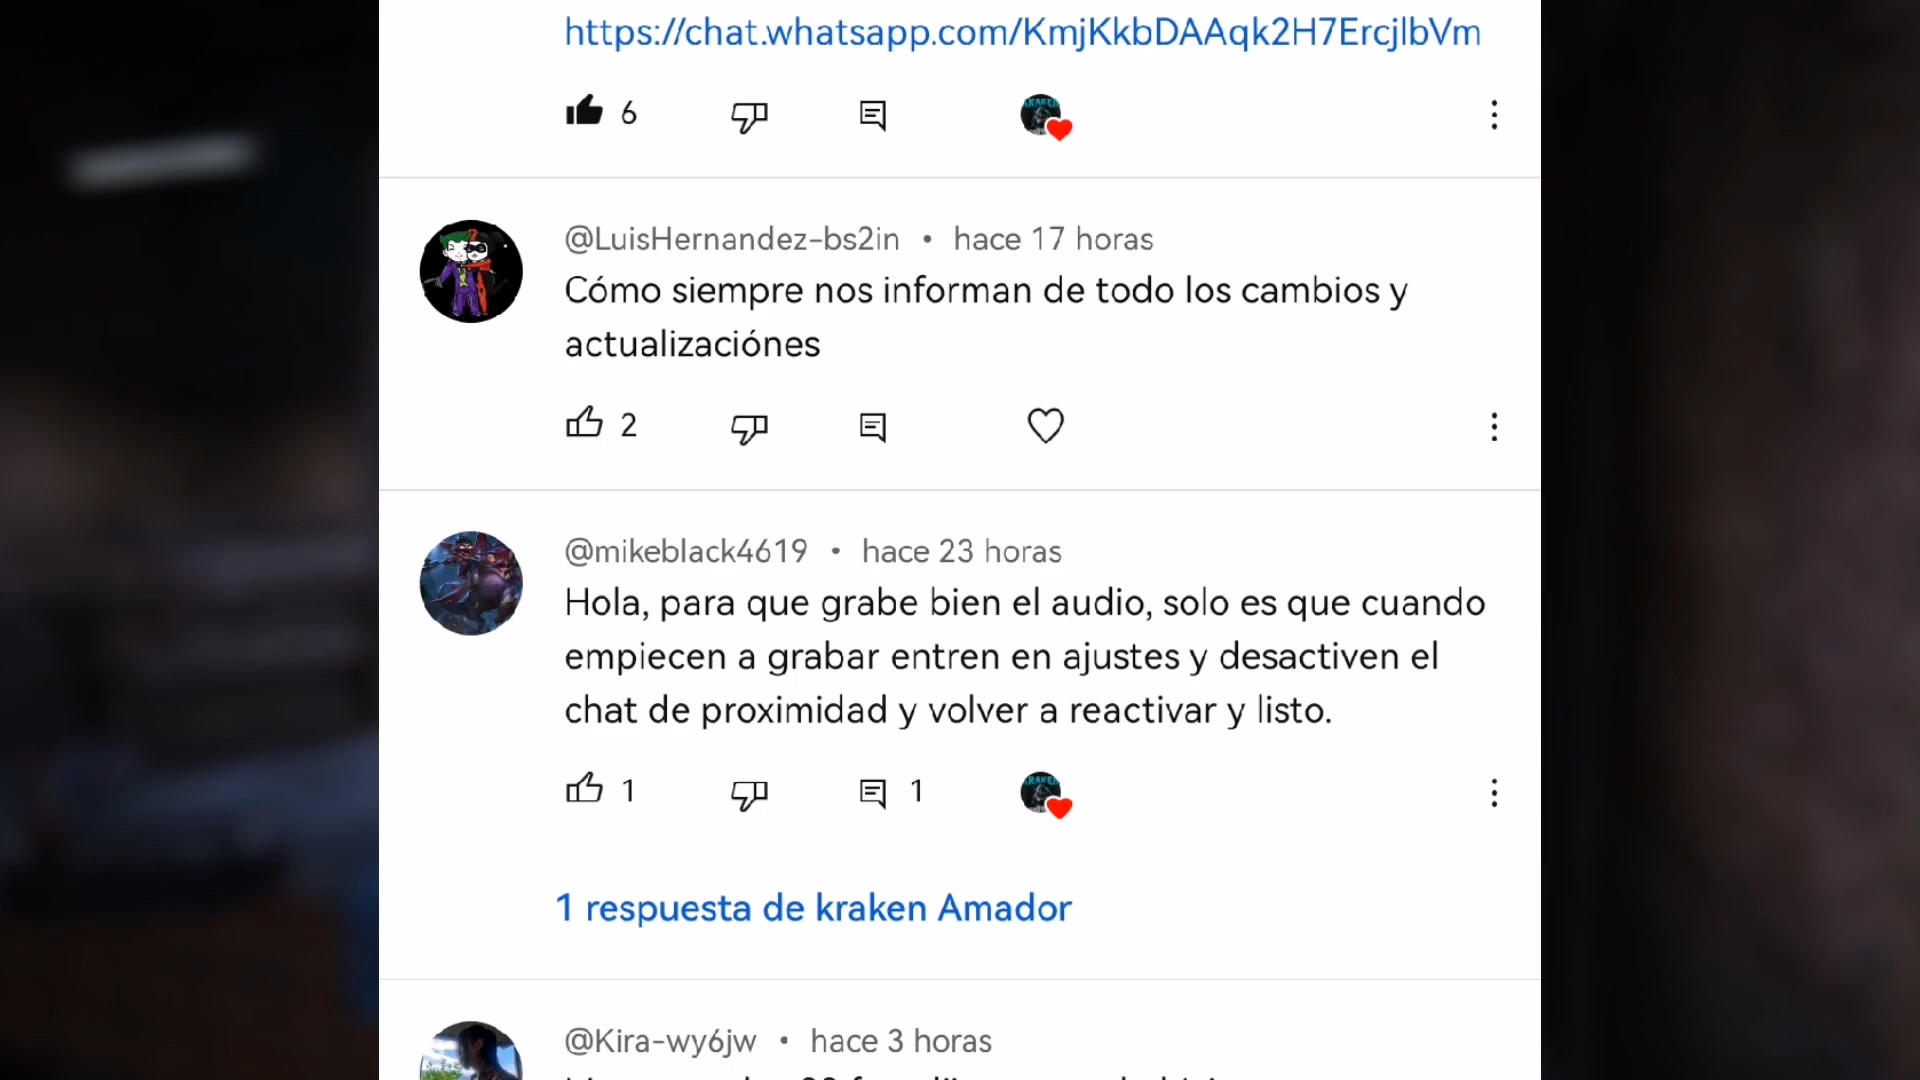 https://chat.whatsapp.com/KmjKkbDAAqk2H7ErcjlbVm
6
@LuisHernandez-bs2in • hace 17 horas
Cómo siempre nos informan de todo los cambios y
actualizaciónes
2
@mikeblack4619 • hace 23 horas
Hola, para que grabe bien el audio, solo es que cuando
empiecen a grabar entren en ajustes y desactiven el
chat de proximidad y volver a reactivar y listo.
1 1
1 respuesta de kraken Amador
@Kira-wy6jw • hace 3 horas